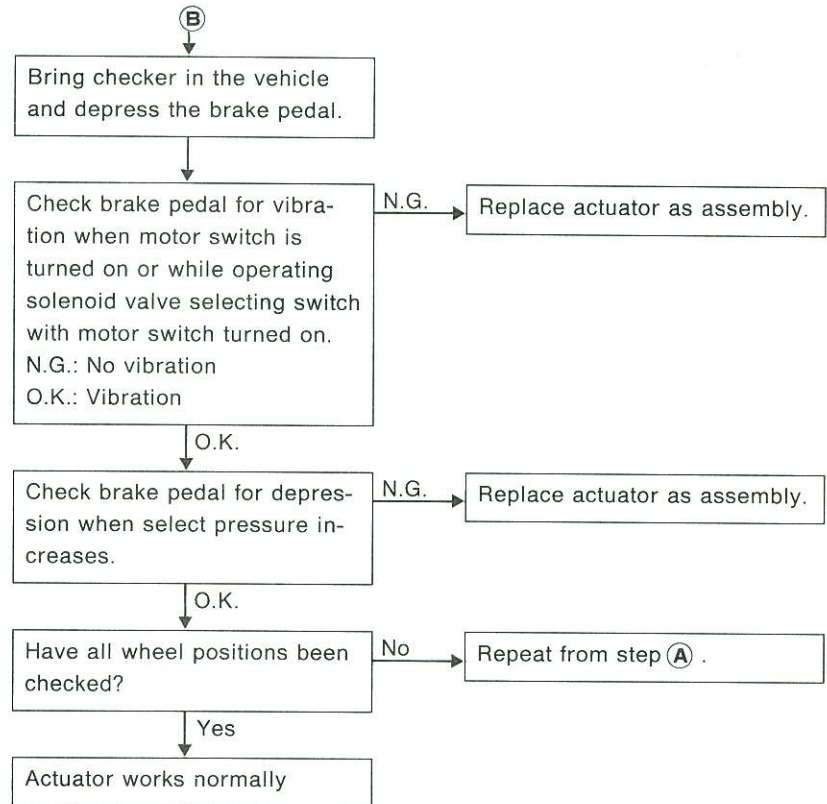 B
Bring checker in the vehicle
and depress the brake pedal.
Check brake pedal for vibra-
tion when motor switch is
turned on or while operating
solenoid valve selecting switch
with motor switch turned on.
N.G.: No vibration
O.K.: Vibration
N.G.
Replace actuator as assembly.
O.K.
Check brake pedal for depres-
sion when select pressure in-
creases.
N.G.
Replace actuator as assembly.
O.K.
Have all wheel positions been
checked?
No
Repeat from step A .
Yes
Actuator works normally